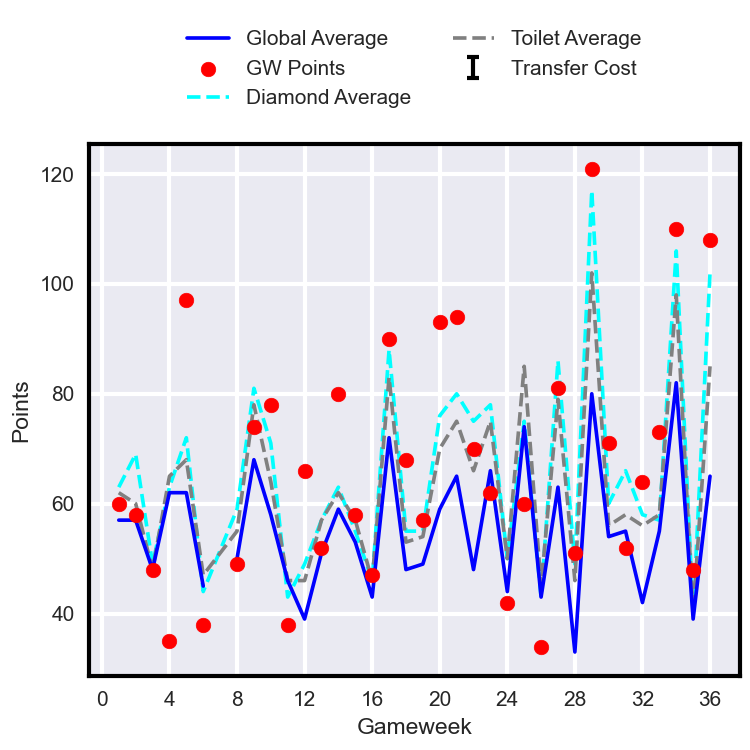 Global Average
GW Points
Diamond Average
Toilet Average
Transfer Cost
120
100
80
60
40
Points
0 4 8 12 16 20 24 28 32 36
Gameweek